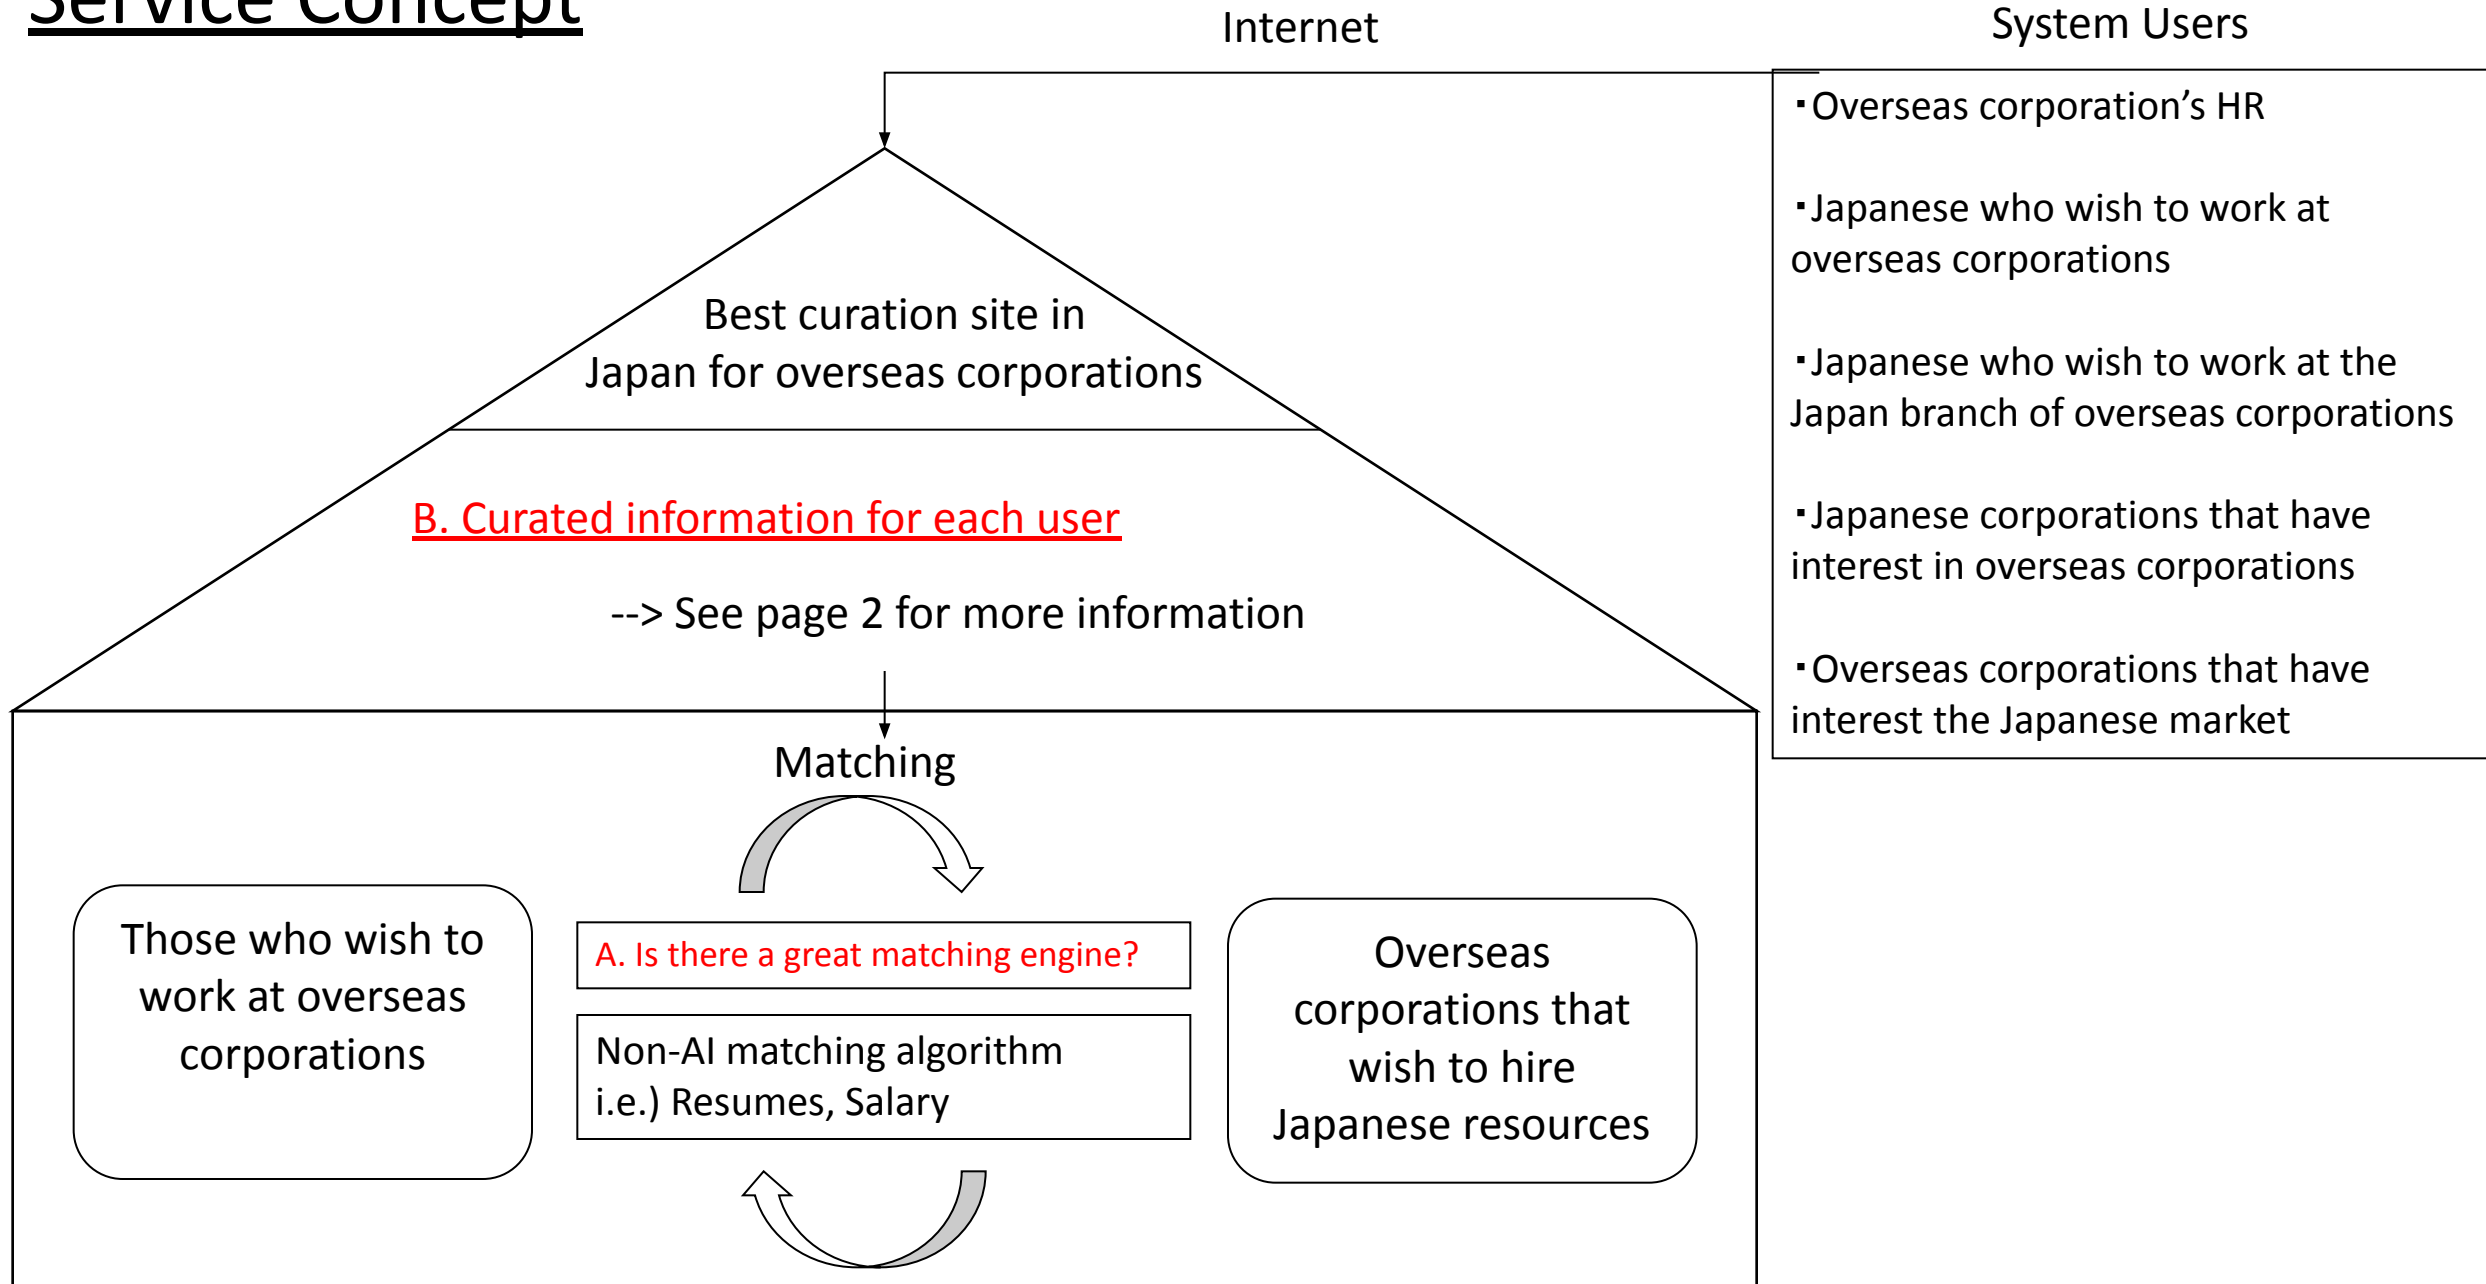 Service Concept
Internet
System Users
▪Overseas corporation’s HR
▪Japanese who wish to work at
overseas corporations
▪Japanese who wish to work at the
Japan branch of overseas corporations
▪Japanese corporations that have
interest in overseas corporations
▪Overseas corporations that have
interest the Japanese market
Best curation site in
Japan for overseas corporations
B. Curated information for each user
--> See page 2 for more information
Matching
Those who wish to
work at overseas
corporations
A. Is there a great matching engine?
Non-AI matching algorithm
i.e.) Resumes, Salary
Overseas
corporations that
wish to hire
Japanese resources